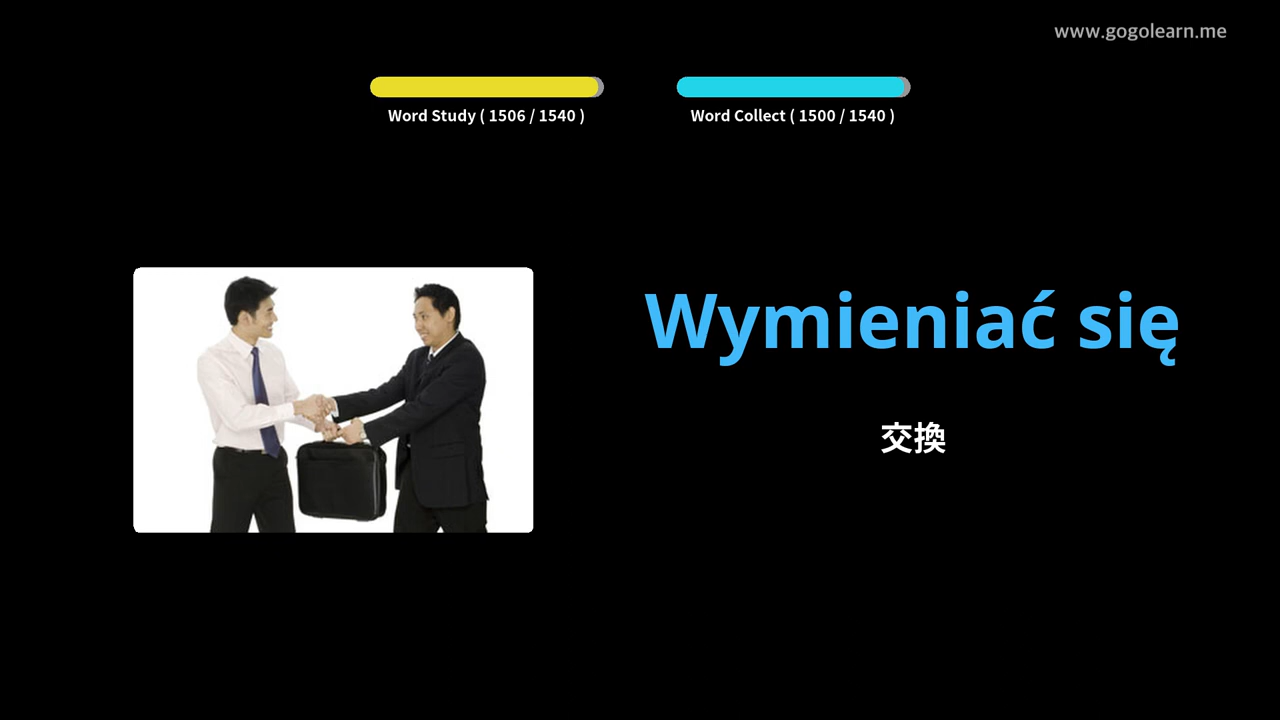 www.gogolearn.me
Word Study ( 1506 / 1540 )
Word Collect ( 1500 / 1540 )
Wymieniać się
交換